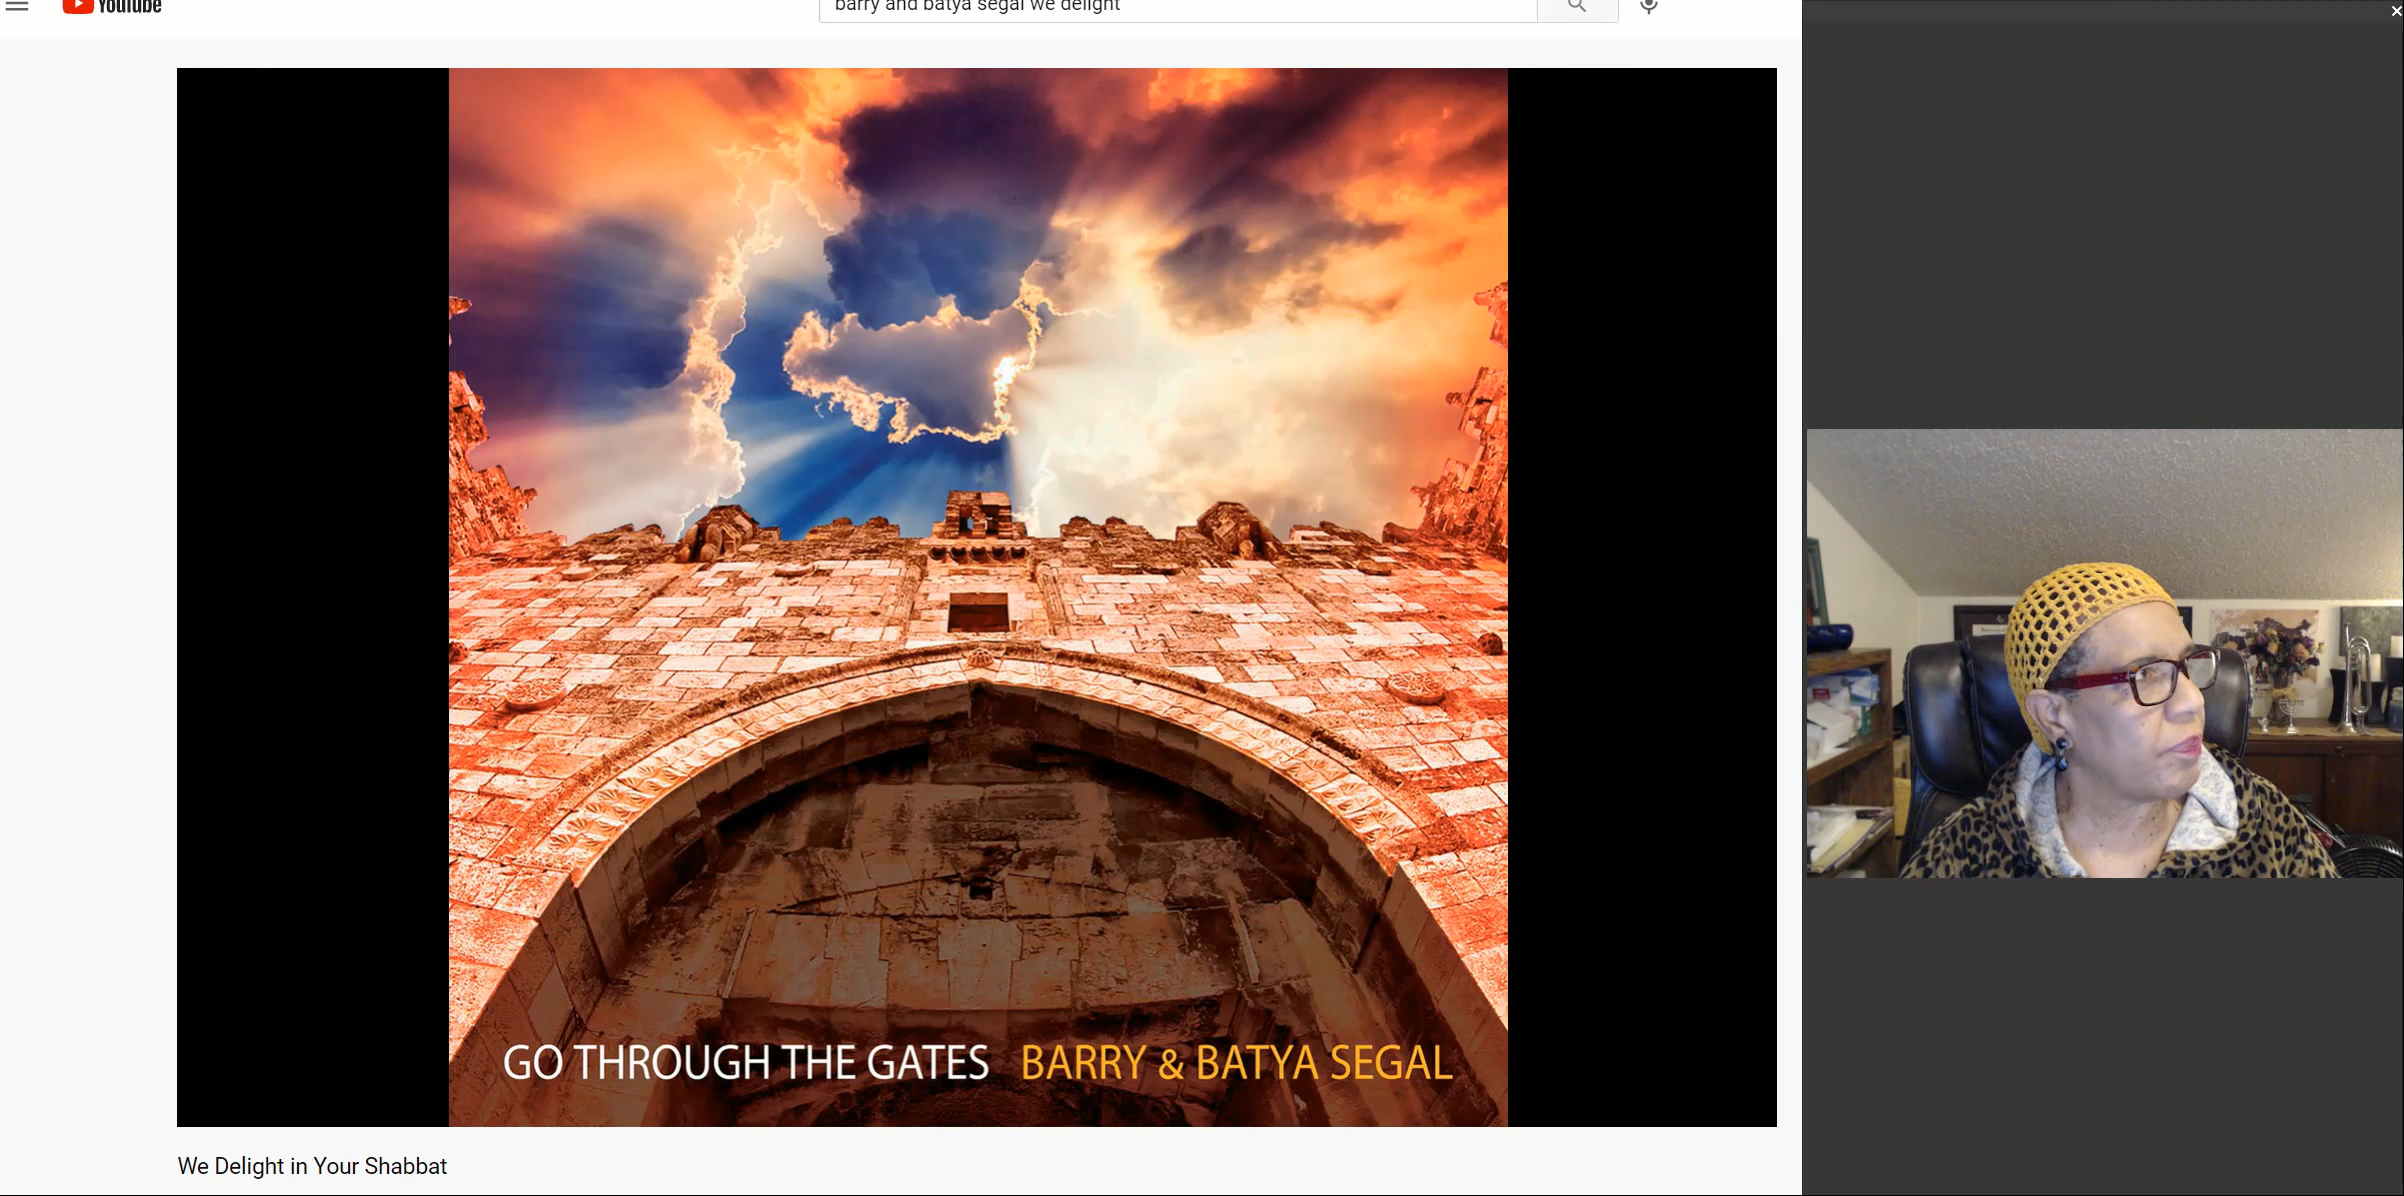 YouTube
barry and batya segal we delight
GO THROUGH THE GATES BARRY & BATYA SEGAL
We Delight in Your Shabbat